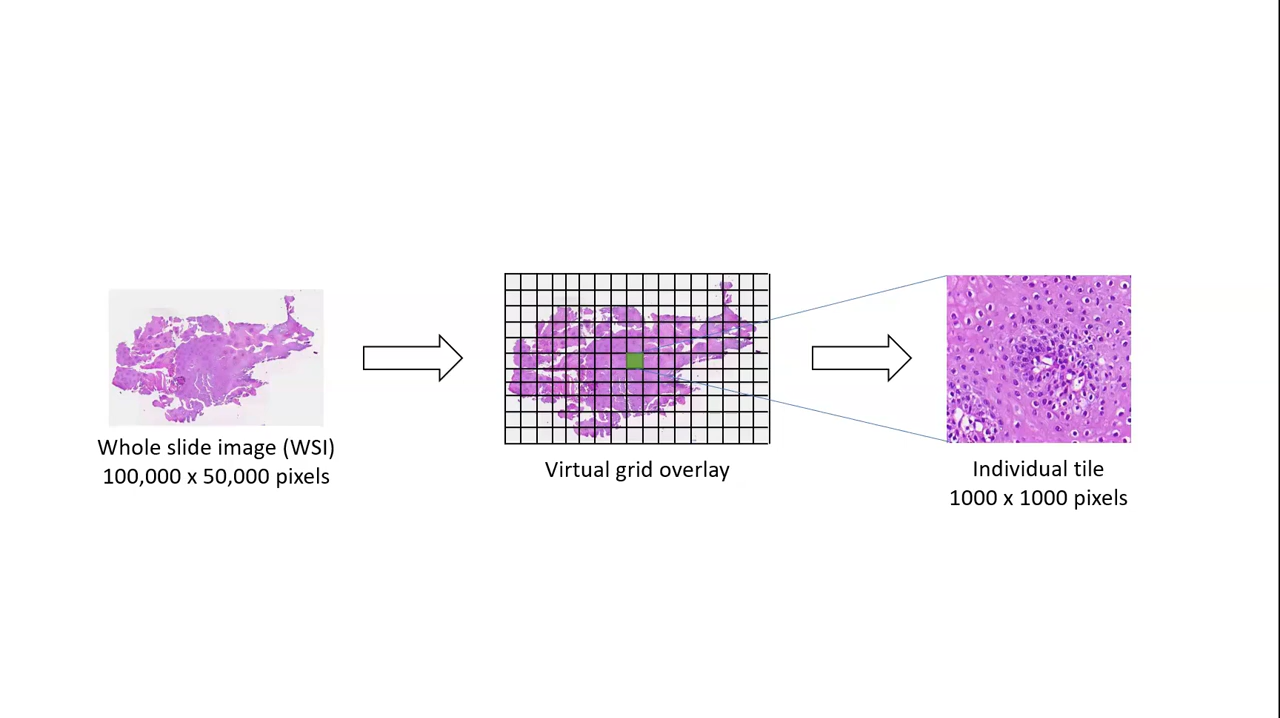 Whole slide image (WSI)
100,000 x 50,000 pixels
Virtual grid overlay
Individual tile
1000 x 1000 pixels